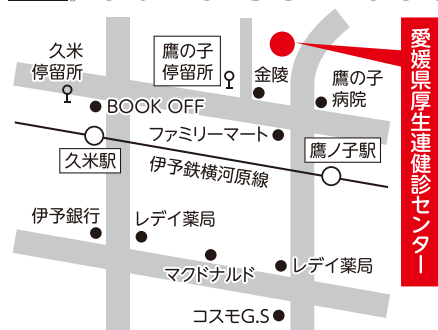 久米
停留所
鷹の子
停留所
金陵
鷹の子
病院
BOOK OFF
ファミリーマート
久米駅
鷹ノ子駅
伊予鉄横河原線
伊予銀行
レデイ薬局
マクドナルド
レデイ薬局
コスモG.S
愛媛県厚生連健診センター